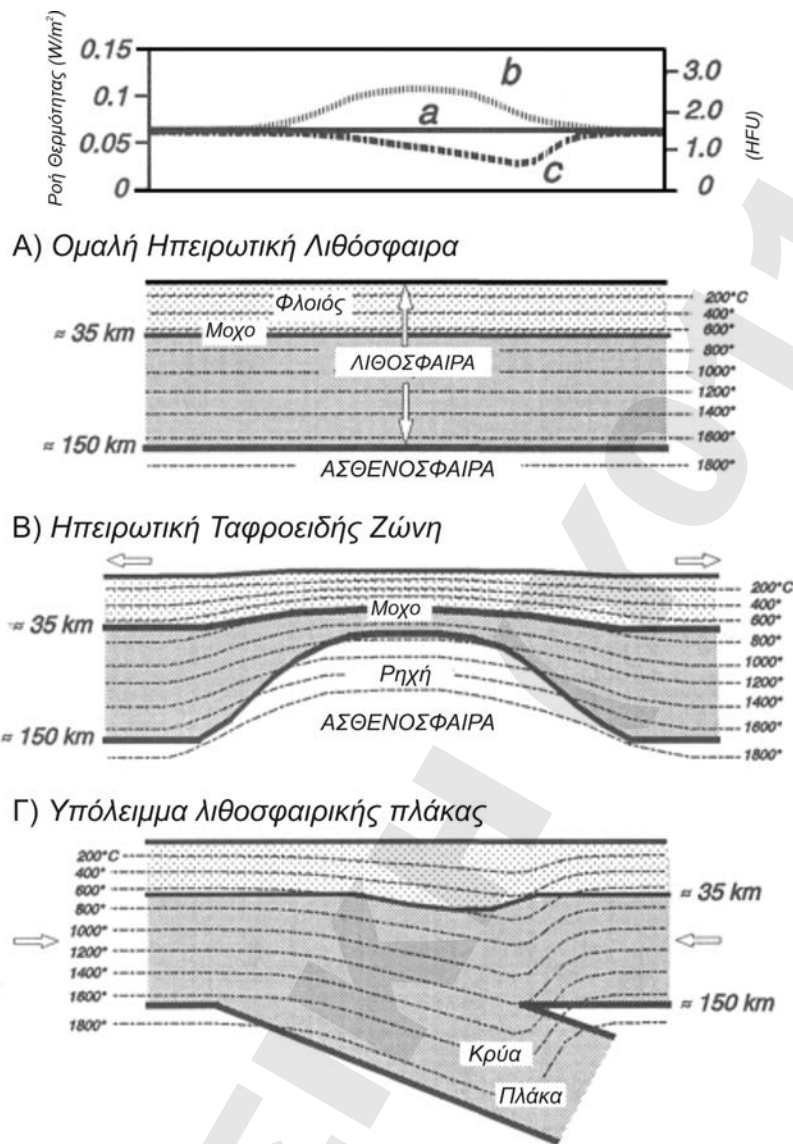 Ροή Θερμότητας (W/m²)
0.15
0.1
0.05
0
b
a
c
3.0
2.0
1.0
0
(HFU)
Α) Ομαλή Ηπειρωτική Λιθόσφαιρα
Φλοιός
Μοχο
≈ 35 km
ΛΙΘΟΣΦΑΙΡΑ
≈ 150 km
ΑΣΘΕΝΟΣΦΑΙΡΑ
200°C
400°
600°
800°
1000°
1200°
1400°
1600°
1800°
Β) Ηπειρωτική Ταφροειδής Ζώνη
Μοχο
≈ 35 km
Ρηχή
ΑΣΘΕΝΟΣΦΑΙΡΑ
≈ 150 km
200°C
400°
600°
800°
1000°
1200°
1400°
1600°
1800°
Γ) Υπόλειμμα λιθοσφαιρικής πλάκας
200°C
400°
600°
800°
1000°
1200°
1400°
1600°
1800°
≈ 35 km
≈ 150 km
Κρύα
Πλάκα